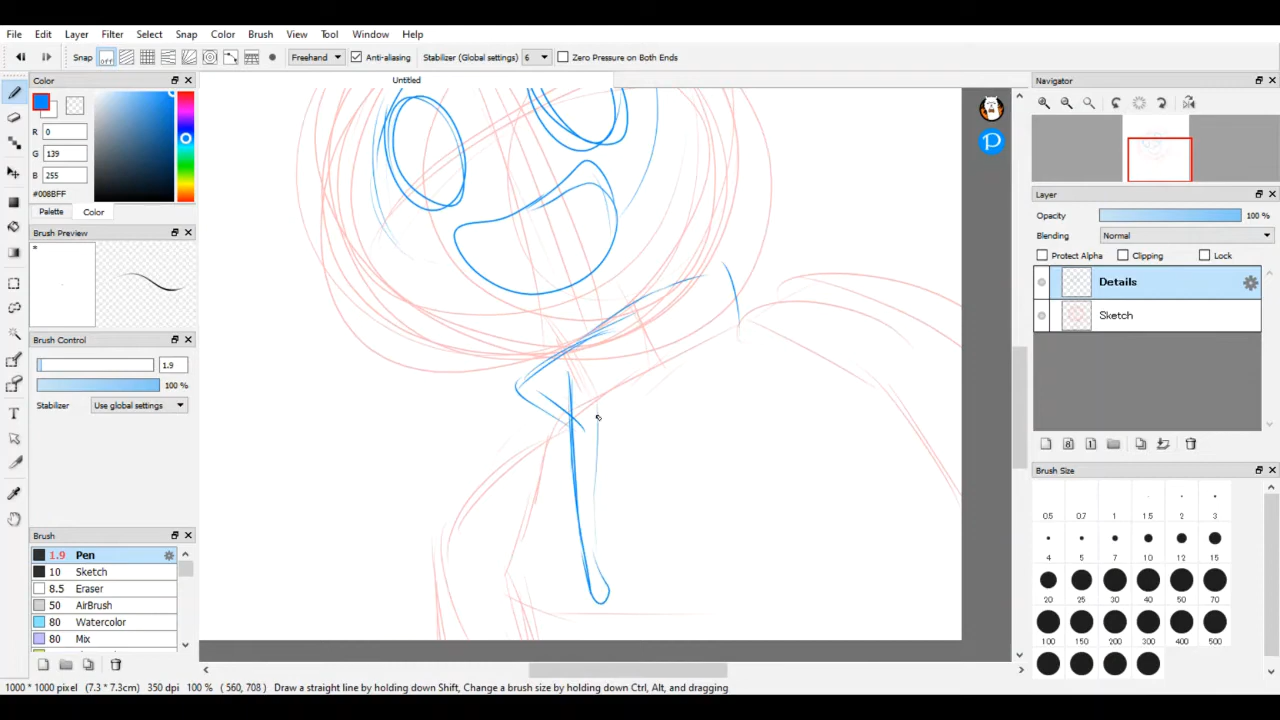 File Edit Layer Filter Select Snap Color Brush View Tool Window Help
Snap off Freehand Anti-aliasing Stabilizer (Global settings) 6 Zero Pressure on Both Ends
Color
Untitled
Navigator
R 0
G 139
B 255
#008BFF
Palette Color
Brush Preview
*
Brush Control
1.9
100 %
Stabilizer Use global settings
T
Brush
1.9 Pen
10 Sketch
8.5 Eraser
50 AirBrush
80 Watercolor
80 Mix
P
Layer
Opacity 100 %
Blending Normal
Protect Alpha Clipping Lock
Details
Sketch
8 1
Brush Size
0.5 0.7 1 1.5 2 3
4 5 7 10 12 15
20 25 30 40 50 70
100 150 200 300 400 500
1000 * 1000 pixel (7.3 * 7.3cm) 350 dpi 100 % ( 560, 708 ) Draw a straight line by holding down Shift, Change a brush size by holding down Ctrl, Alt, and dragging